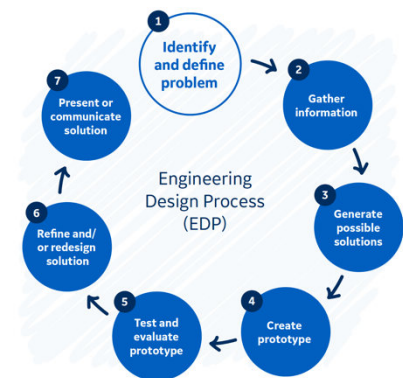 1
Identify
and define
problem
2
Gather
information
3
Generate
possible
solutions
4
Create
prototype
5
Test and
evaluate
prototype
6
Refine and/
or redesign
solution
7
Present or
communicate
solution
Engineering
Design Process
(EDP)